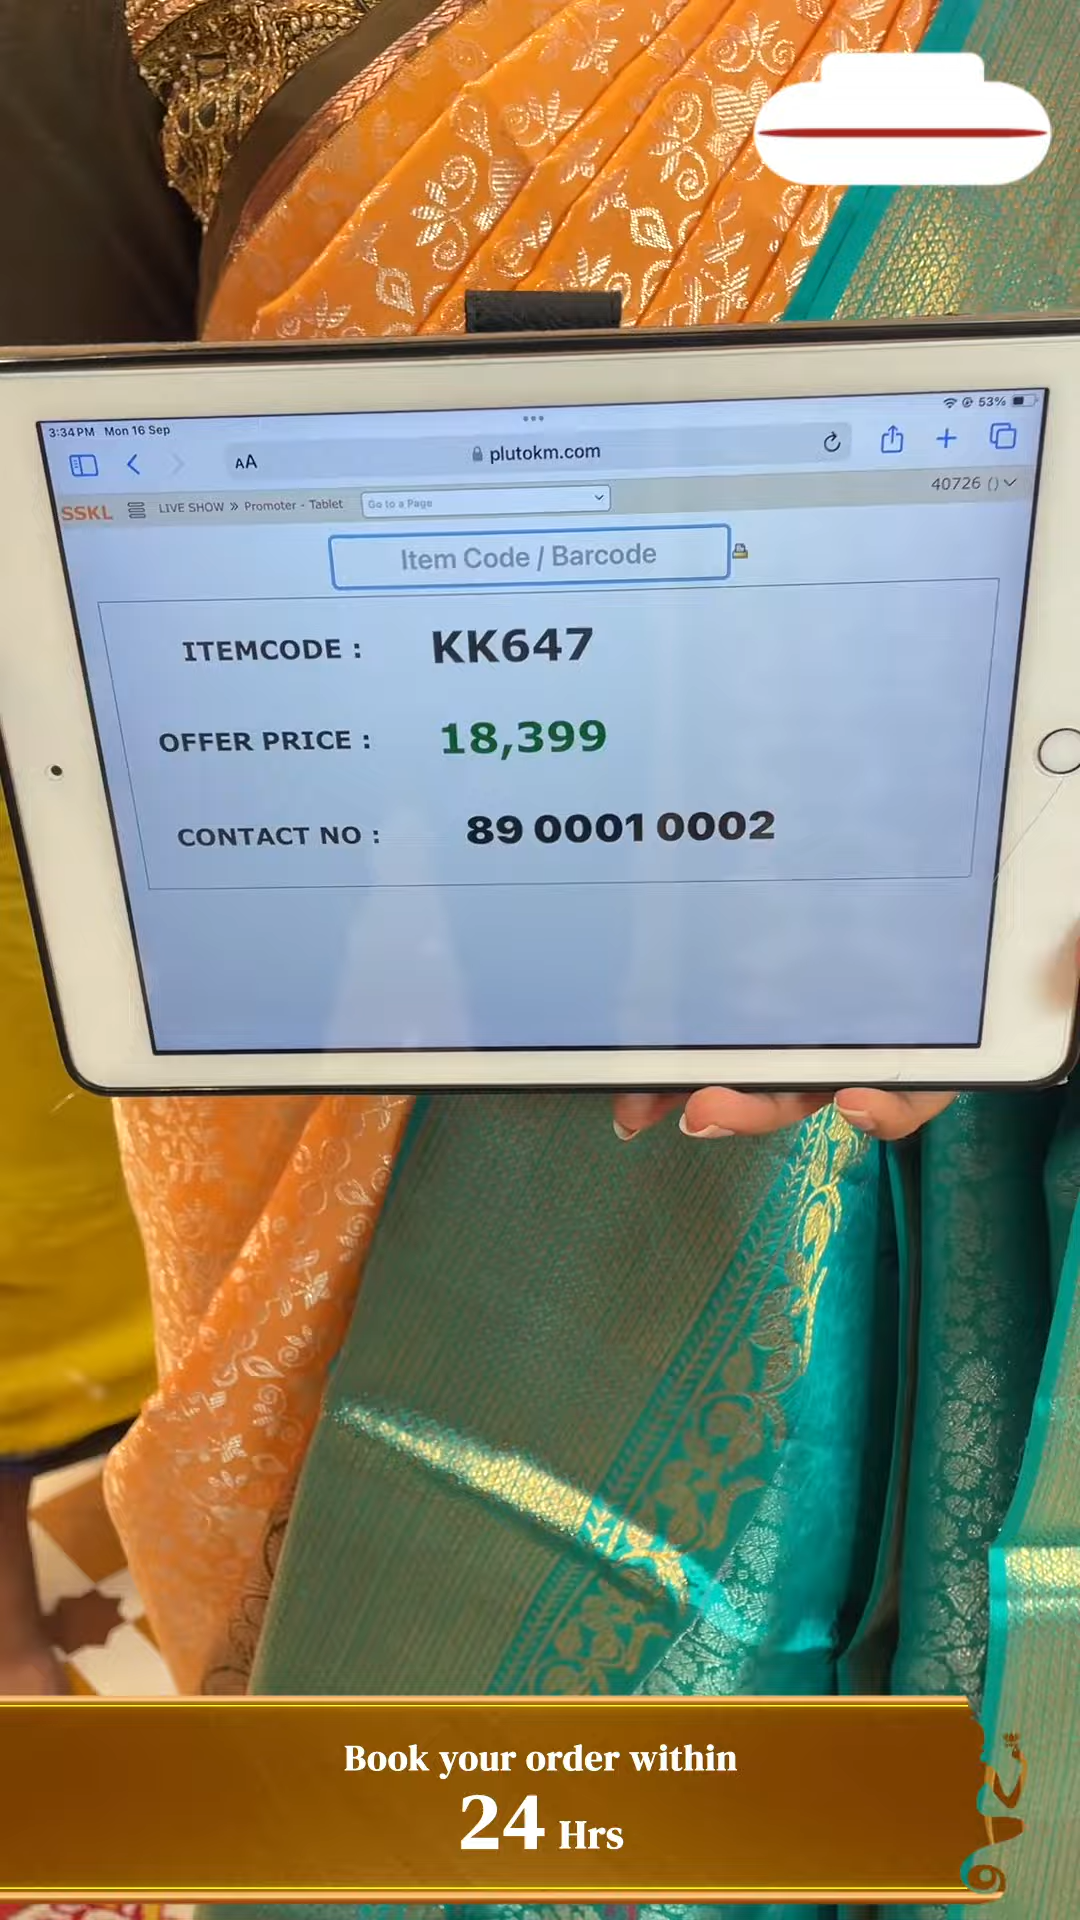 3:34 PM Mon 16 Sep
53%
AA
plutokm.com
SSKL
LIVE SHOW » Promoter - Tablet
Go to a Page
40726 ()
Item Code / Barcode
ITEMCODE : KK647
OFFER PRICE : 18,399
CONTACT NO : 89 0001 0002
Book your order within
24 Hrs